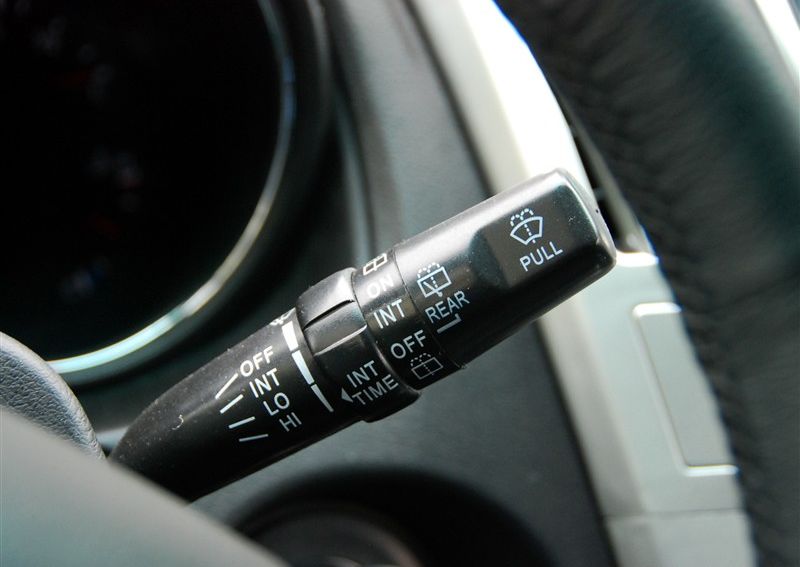 OFF
INT
LO
HI
INT
TIME
ON
INT
OFF
REAR
PULL